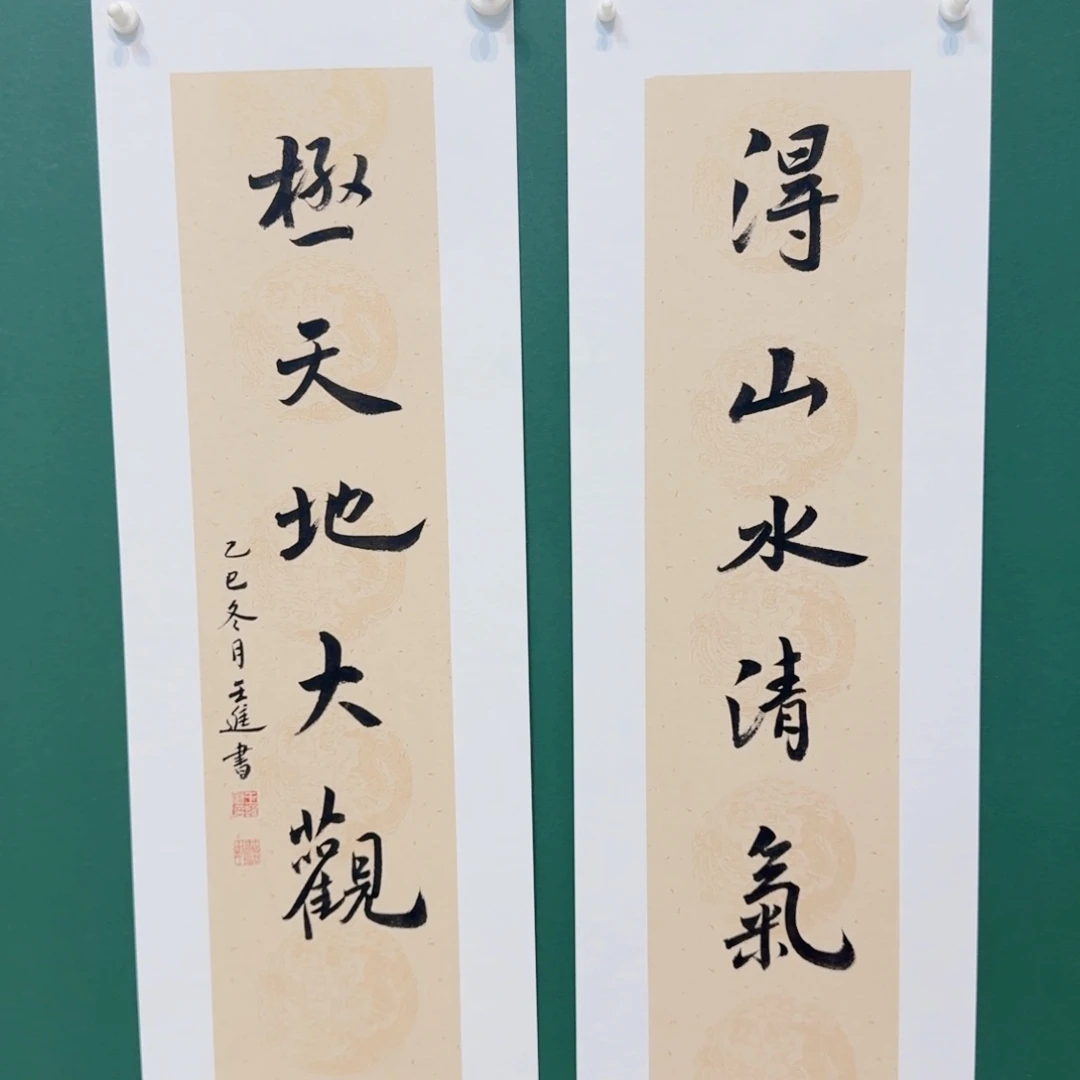 得山水清氣
極天地大觀
乙巳冬月王進書